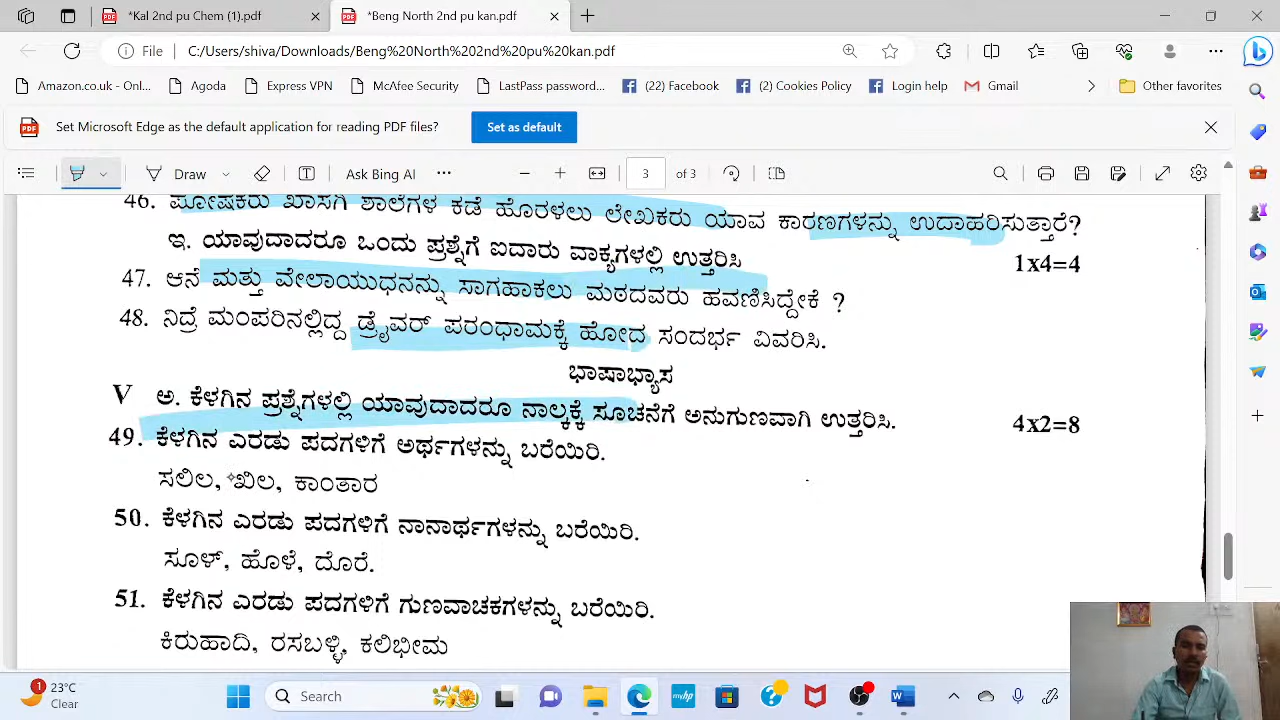 *Kal 2nd pu Chem (1).pdf
*Beng North 2nd pu kan.pdf
File C:/Users/shiva/Downloads/Beng%20North%202nd%20pu%20kan.pdf
Amazon.co.uk - Onl... Agoda Express VPN McAfee Security LastPass password... (22) Facebook (2) Cookies Policy Login help Gmail Other favorites
Set Microsoft Edge as the default application for reading PDF files? Set as default
Draw Ask Bing AI 3 of 3
46. ಪೋಷಕರು ಖಾಸಗಿ ಶಾಲೆಗಳ ಕಡೆ ಹೊರಳಲು ಲೇಖಕರು ಯಾವ ಕಾರಣಗಳನ್ನು ಉದಾಹರಿಸುತ್ತಾರೆ?
ಇ. ಯಾವುದಾದರೂ ಒಂದು ಪ್ರಶ್ನೆಗೆ ಐದಾರು ವಾಕ್ಯಗಳಲ್ಲಿ ಉತ್ತರಿಸಿ 1x4=4
47. ಆನೆ ಮತ್ತು ವೇಲಾಯುಧನನ್ನು ಸಾಗಹಾಕಲು ಮಠದವರು ಹವಣಿಸಿದ್ದೇಕೆ ?
48. ನಿದ್ರೆ ಮಂಪರಿನಲ್ಲಿದ್ದ ಡ್ರೈವರ್ ಪರಂಧಾಮಕ್ಕೆ ಹೋದ ಸಂದರ್ಭ ವಿವರಿಸಿ.
ಭಾಷಾಭ್ಯಾಸ
V ಅ. ಕೆಳಗಿನ ಪ್ರಶ್ನೆಗಳಲ್ಲಿ ಯಾವುದಾದರೂ ನಾಲ್ಕಕ್ಕೆ ಸೂಚನೆಗೆ ಅನುಗುಣವಾಗಿ ಉತ್ತರಿಸಿ. 4x2=8
49. ಕೆಳಗಿನ ಎರಡು ಪದಗಳಿಗೆ ಅರ್ಥಗಳನ್ನು ಬರೆಯಿರಿ.
ಸಲಿಲ, ಖಿಲ, ಕಾಂತಾರ
50. ಕೆಳಗಿನ ಎರಡು ಪದಗಳಿಗೆ ನಾನಾರ್ಥಗಳನ್ನು ಬರೆಯಿರಿ.
ಸೂಳ್, ಹೊಳೆ, ದೊರೆ.
51. ಕೆಳಗಿನ ಎರಡು ಪದಗಳಿಗೆ ಗುಣವಾಚಕಗಳನ್ನು ಬರೆಯಿರಿ.
ಕಿರುಹಾದಿ, ರಸಬಳ್ಳಿ, ಕಲಿಭೀಮ
1 23°C
Clear
Search